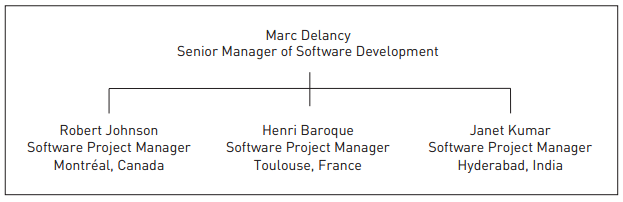 Marc Delancy
Senior Manager of Software Development
Robert Johnson
Software Project Manager
Montréal, Canada
Henri Baroque
Software Project Manager
Toulouse, France
Janet Kumar
Software Project Manager
Hyderabad, India